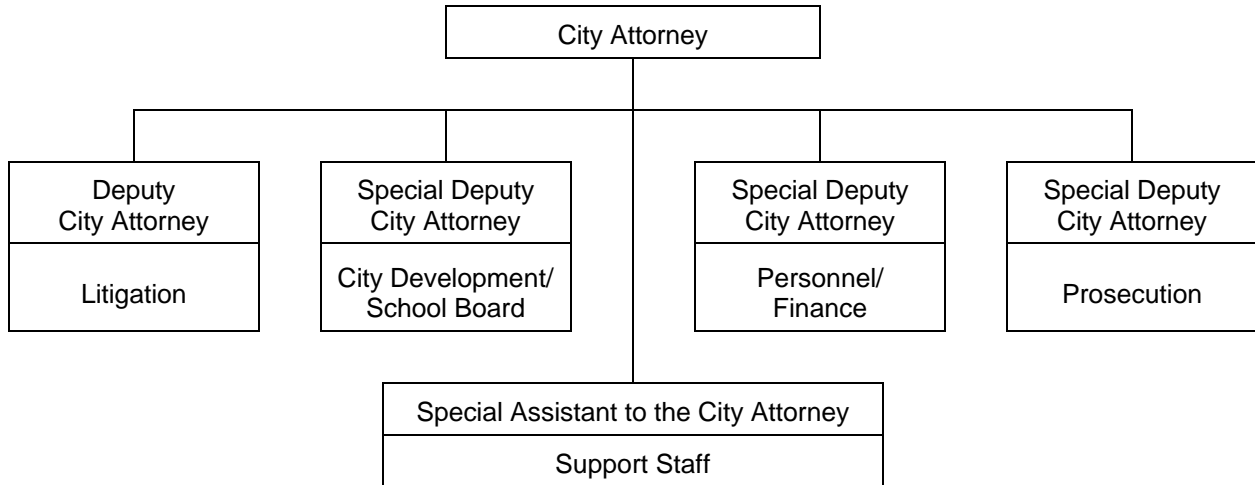 City Attorney
Deputy
City Attorney
Litigation
Special Deputy
City Attorney
City Development/
School Board
Special Deputy
City Attorney
Personnel/
Finance
Special Deputy
City Attorney
Prosecution
Special Assistant to the City Attorney
Support Staff